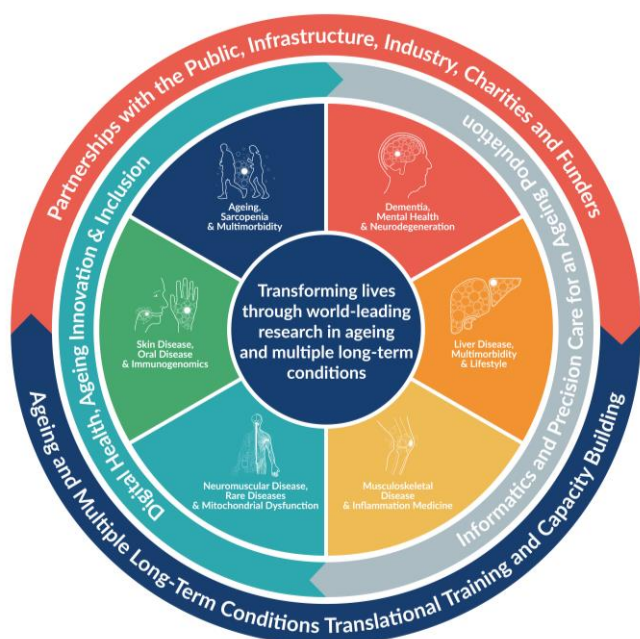 Partnerships with the Public, Infrastructure, Industry, Charities and Funders
Digital Health, Ageing Innovation & Inclusion
Informatics and Precision Care for an Ageing Population
Ageing,
Sarcopenia
& Multimorbidity
Dementia,
Mental Health
& Neurodegeneration
Skin Disease,
Oral Disease
& Immunogenomics
Transforming lives
through world-leading
research in ageing
and multiple long-term
conditions
Liver Disease,
Multimorbidity
& Lifestyle
Neuromuscular Disease,
Rare Diseases
& Mitochondrial Dysfunction
Musculoskeletal
Disease
& Inflammation Medicine
Ageing and Multiple Long-Term Conditions Translational Training and Capacity Building